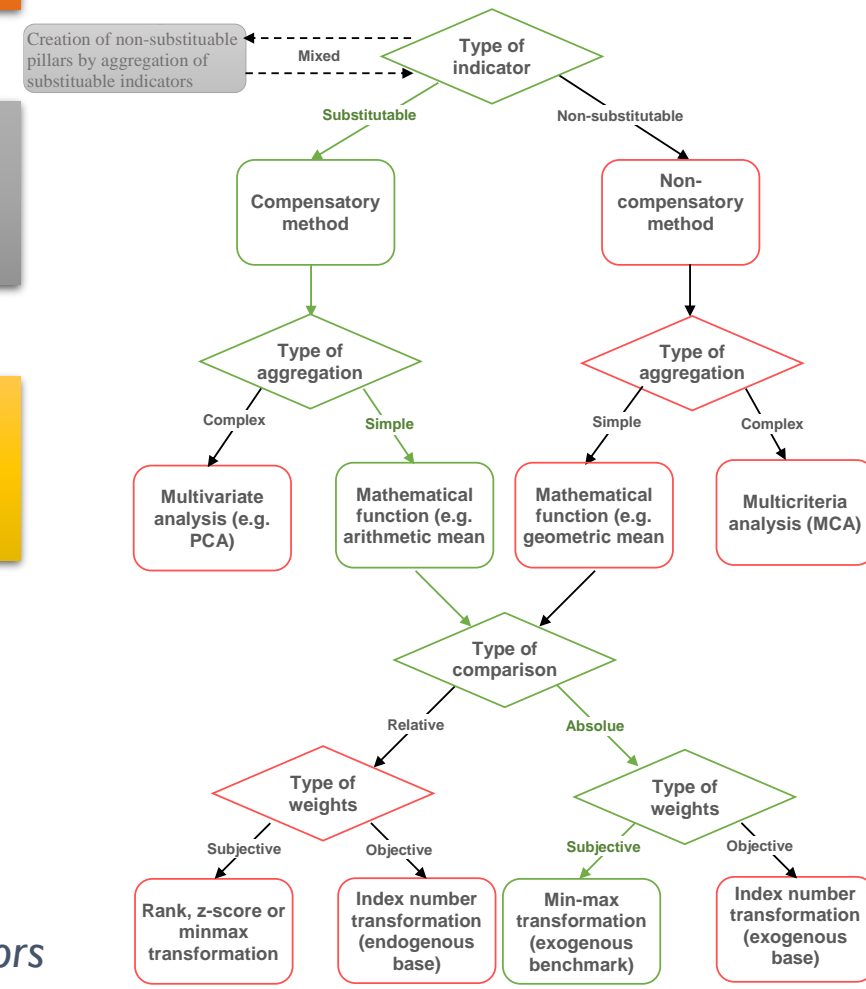 Creation of non-substituable
pillars by aggregation of
substituable indicators
Mixed
Type of
indicator
Substitutable
Non-substitutable
Compensatory
method
Non-
compensatory
method
Type of
aggregation
Type of
aggregation
Complex
Simple
Simple
Complex
Multivariate
analysis (e.g.
PCA)
Mathematical
function (e.g.
arithmetic mean
Mathematical
function (e.g.
geometric mean
Multicriteria
analysis (MCA)
Type of
comparison
Relative
Absolue
Type of
weights
Type of
weights
Subjective
Objective
Subjective
Objective
Rank, z-score or
minmax
transformation
Index number
transformation
(endogenous
base)
Min-max
transformation
(exogenous
benchmark)
Index number
transformation
(exogenous
base)
ors